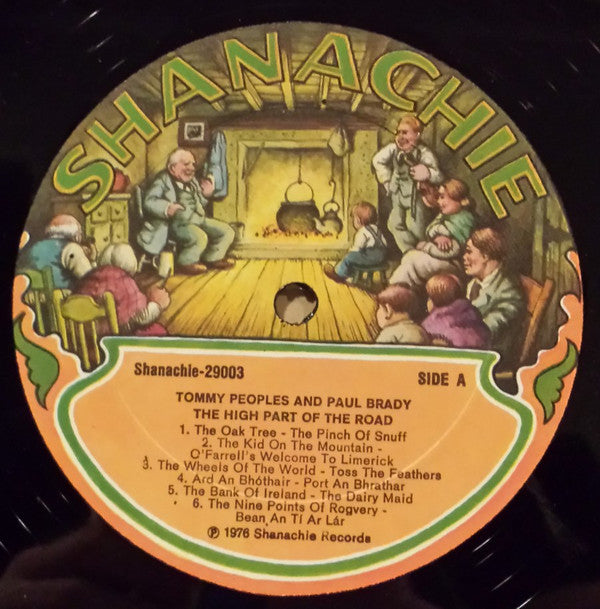 SHANACHIE
Shanachie-29003
SIDE A
TOMMY PEOPLES AND PAUL BRADY
THE HIGH PART OF THE ROAD
1. The Oak Tree - The Pinch Of Snuff
2. The Kid On The Mountain -
O'Farrell's Welcome To Limerick
3. The Wheels Of The World - Toss The Feathers
4. Ard An Bhóthair - Port An Bhrathar
5. The Bank Of Ireland - The Dairy Maid
6. The Nine Points Of Rogvery -
Bean An Tí Ar Lár
℗ 1976 Shanachie Records